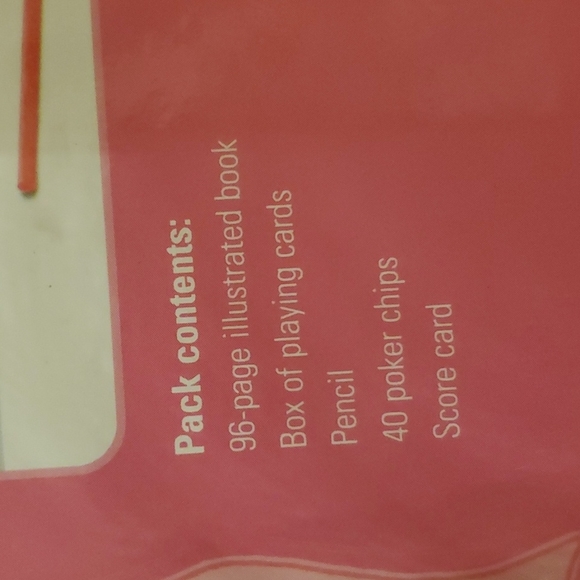 Pack contents:
96-page illustrated book
Box of playing cards
Pencil
40 poker chips
Score card